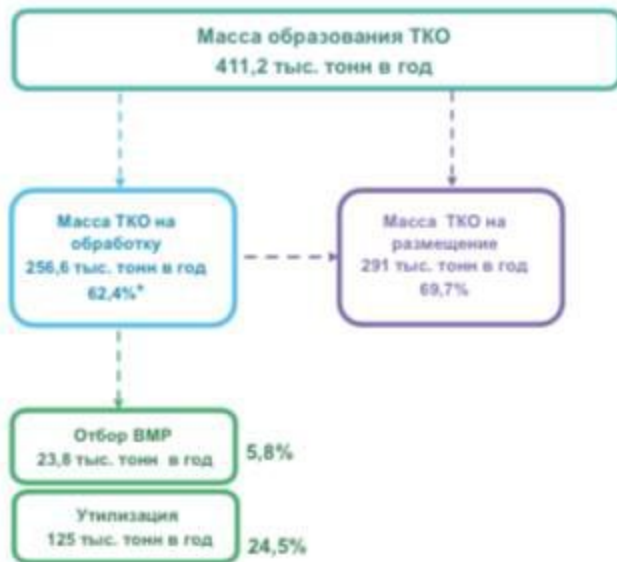 Масса образования ТКО
411,2 тыс. тонн в год
Масса ТКО на
обработку
256,6 тыс. тонн в год
62,4%*
Масса ТКО на
размещение
291 тыс. тонн в год
69,7%
Отбор ВМР
23,8 тыс. тонн в год
5,8%
Утилизация
125 тыс. тонн в год
24,5%